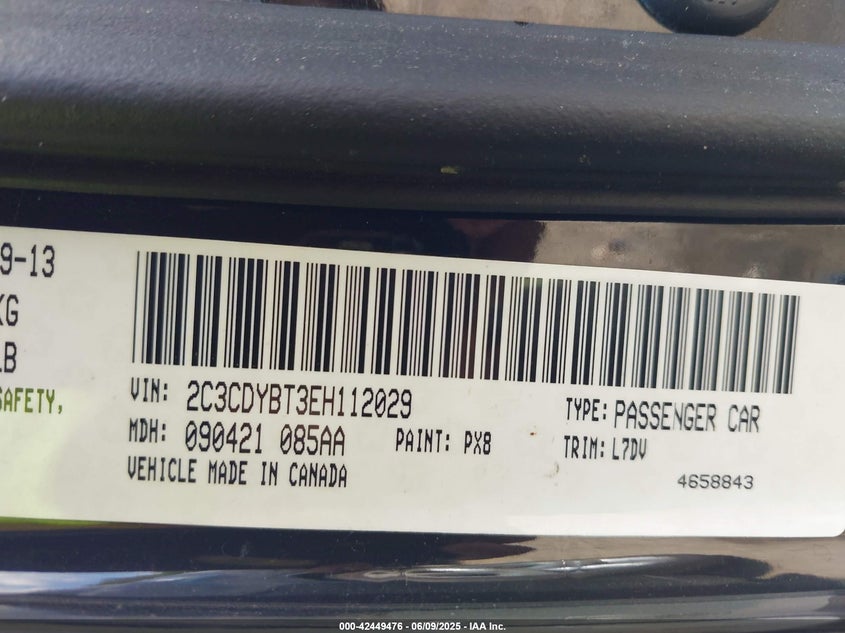 9-13
KG
LB
SAFETY,
VIN: 2C3CDYBT3EH112029
TYPE: PASSENGER CAR
MDH: 090421 085AA
PAINT: PX8
TRIM: L7DV
VEHICLE MADE IN CANADA
4658843
000-42449476 - 06/09/2025 - IAA Inc.